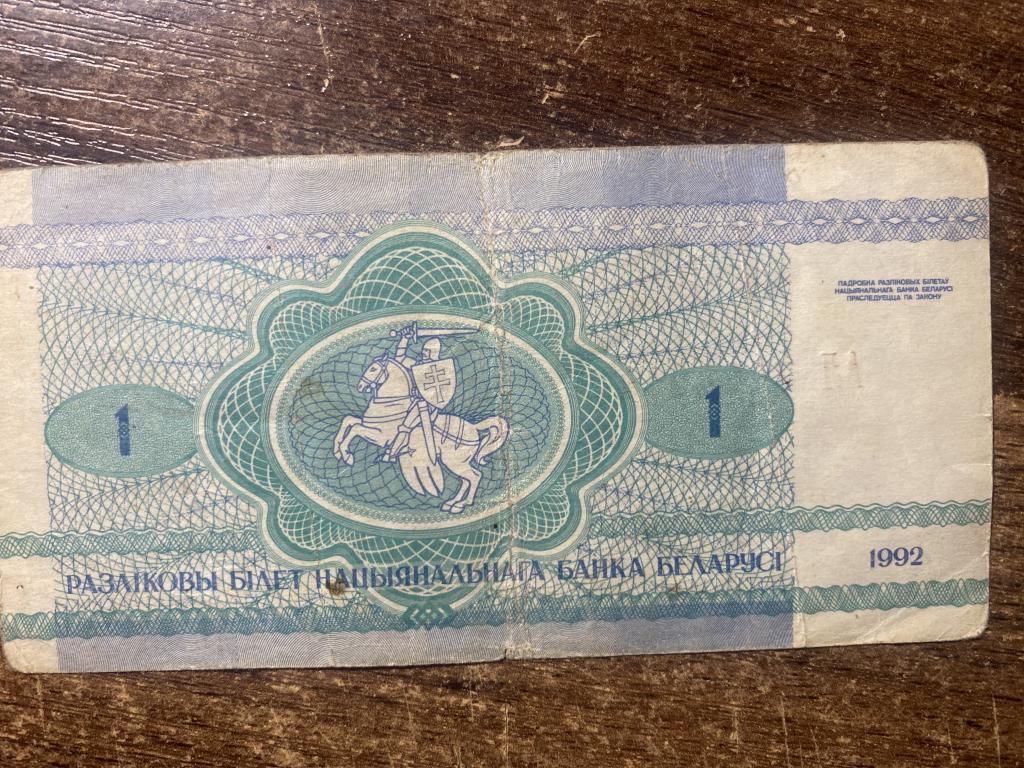 ПАДРОБКА РАЗЛІКОВЫХ БІЛЕТАЎ
НАЦЫЯНАЛЬНАГА БАНКА БЕЛАРУСІ
ПРАСЛЕДУЕЦЦА ПА ЗАКОНУ
1
1
РАЗЛІКОВЫ БІЛЕТ НАЦЫЯНАЛЬНАГА БАНКА БЕЛАРУСІ
1992